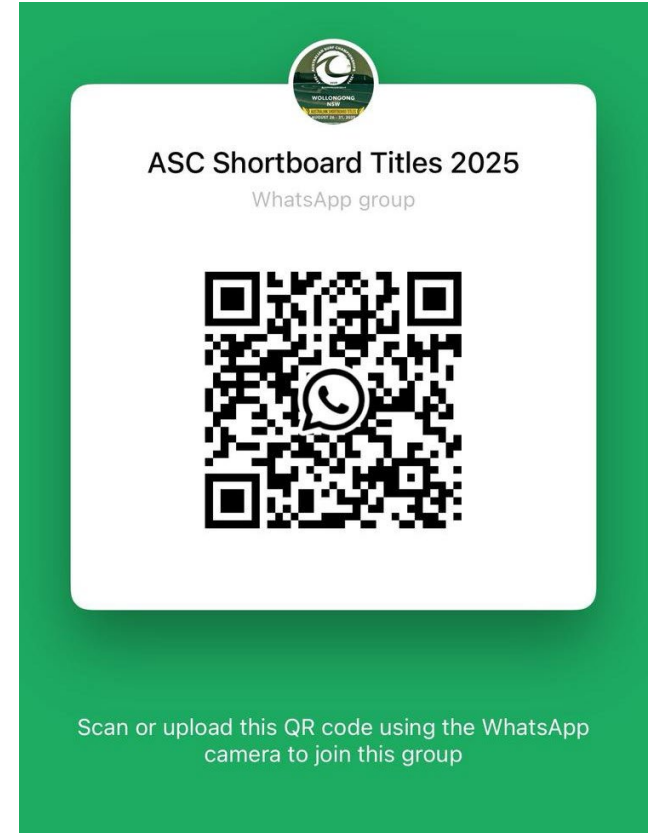 WOLLONGONG
NSW
ASC Shortboard Titles 2025
WhatsApp group
Scan or upload this QR code using the WhatsApp
camera to join this group